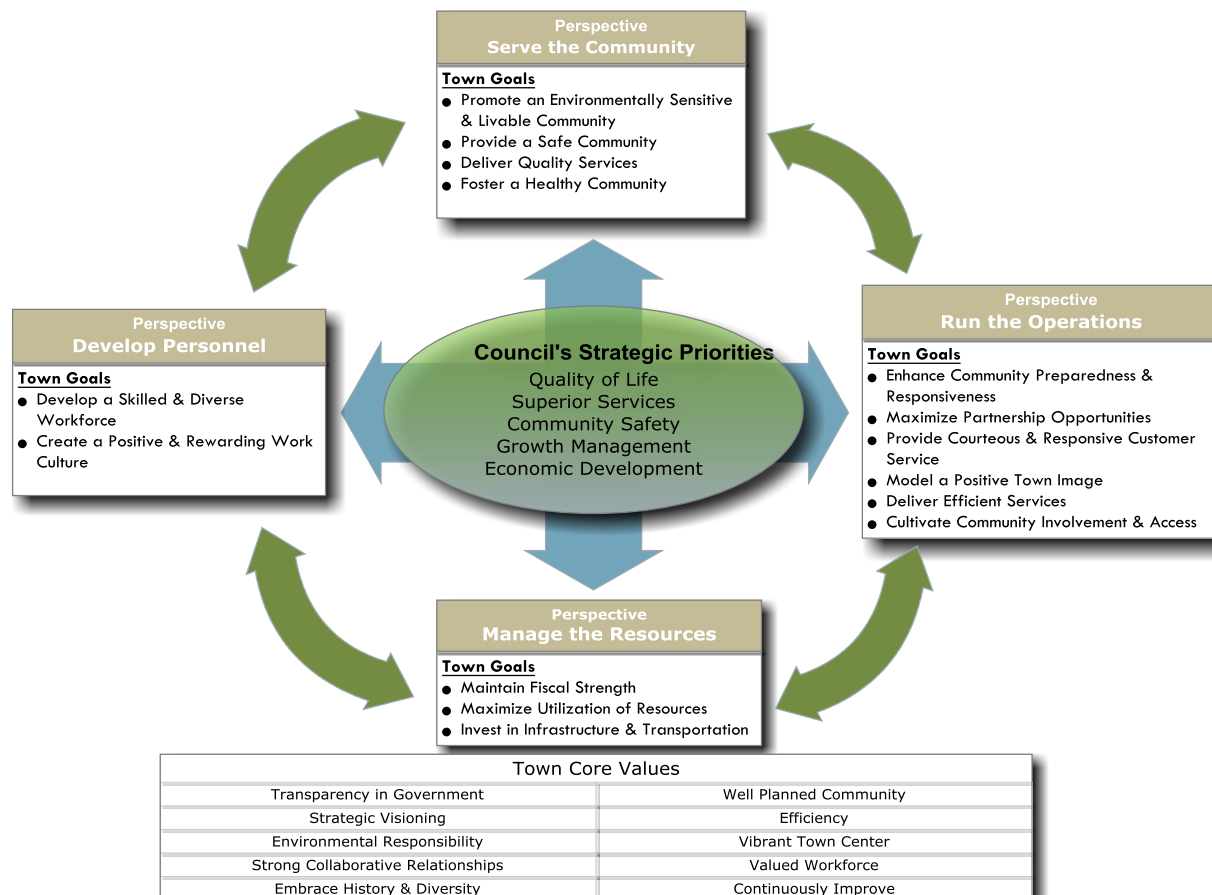 Perspective
Serve the Community
Town Goals
● Promote an Environmentally Sensitive
& Livable Community
● Provide a Safe Community
● Deliver Quality Services
● Foster a Healthy Community
Perspective
Develop Personnel
Town Goals
● Develop a Skilled & Diverse
Workforce
● Create a Positive & Rewarding Work
Culture
Council's Strategic Priorities
Quality of Life
Superior Services
Community Safety
Growth Management
Economic Development
Perspective
Run the Operations
Town Goals
● Enhance Community Preparedness &
Responsiveness
● Maximize Partnership Opportunities
● Provide Courteous & Responsive Customer
Service
● Model a Positive Town Image
● Deliver Efficient Services
● Cultivate Community Involvement & Access
Perspective
Manage the Resources
Town Goals
● Maintain Fiscal Strength
● Maximize Utilization of Resources
● Invest in Infrastructure & Transportation
Town Core Values
Transparency in Government
Well Planned Community
Strategic Visioning
Efficiency
Environmental Responsibility
Vibrant Town Center
Strong Collaborative Relationships
Valued Workforce
Embrace History & Diversity
Continuously Improve